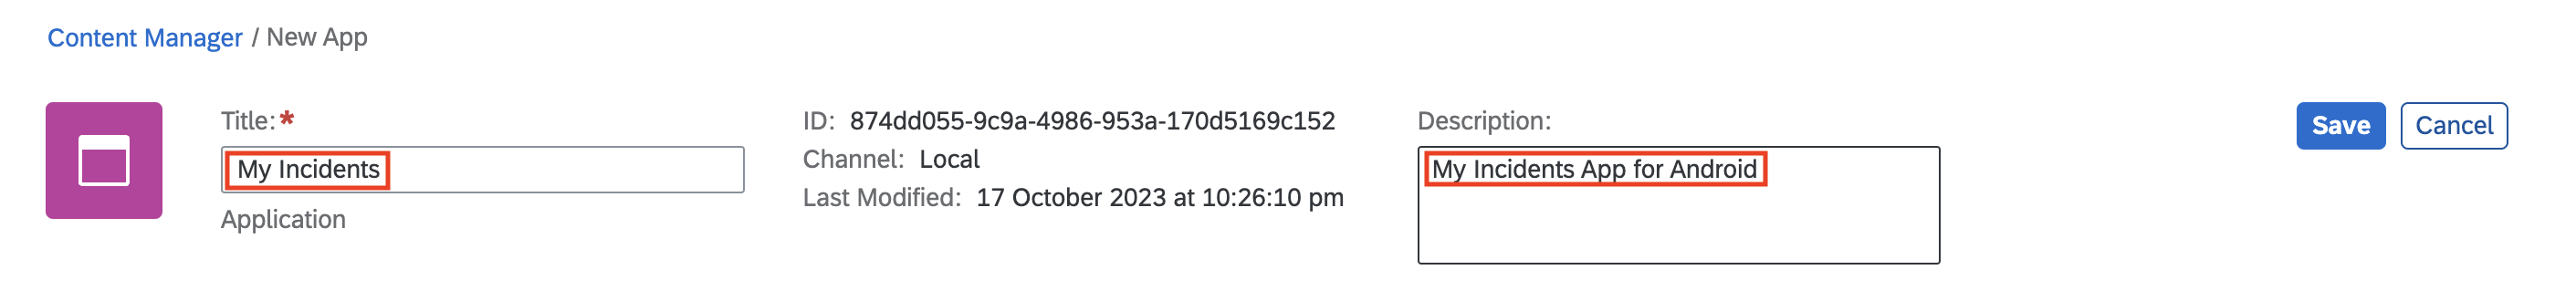 Content Manager / New App
Title:*
My Incidents
Application
ID: 874dd055-9c9a-4986-953a-170d5169c152
Channel: Local
Last Modified: 17 October 2023 at 10:26:10 pm
Description:
My Incidents App for Android
Save
Cancel